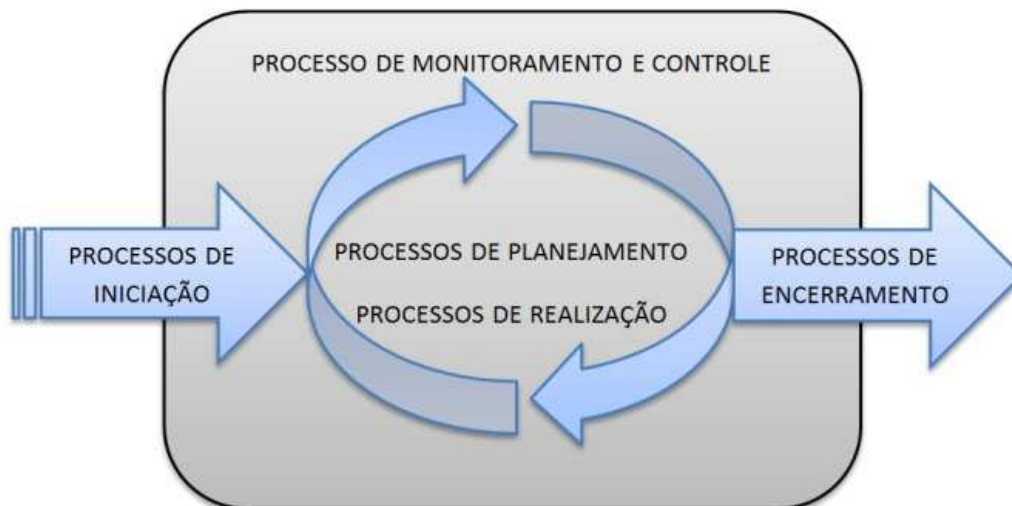 PROCESSO DE MONITORAMENTO E CONTROLE
PROCESSOS DE
INICIAÇÃO
PROCESSOS DE PLANEJAMENTO
PROCESSOS DE REALIZAÇÃO
PROCESSOS DE
ENCERRAMENTO